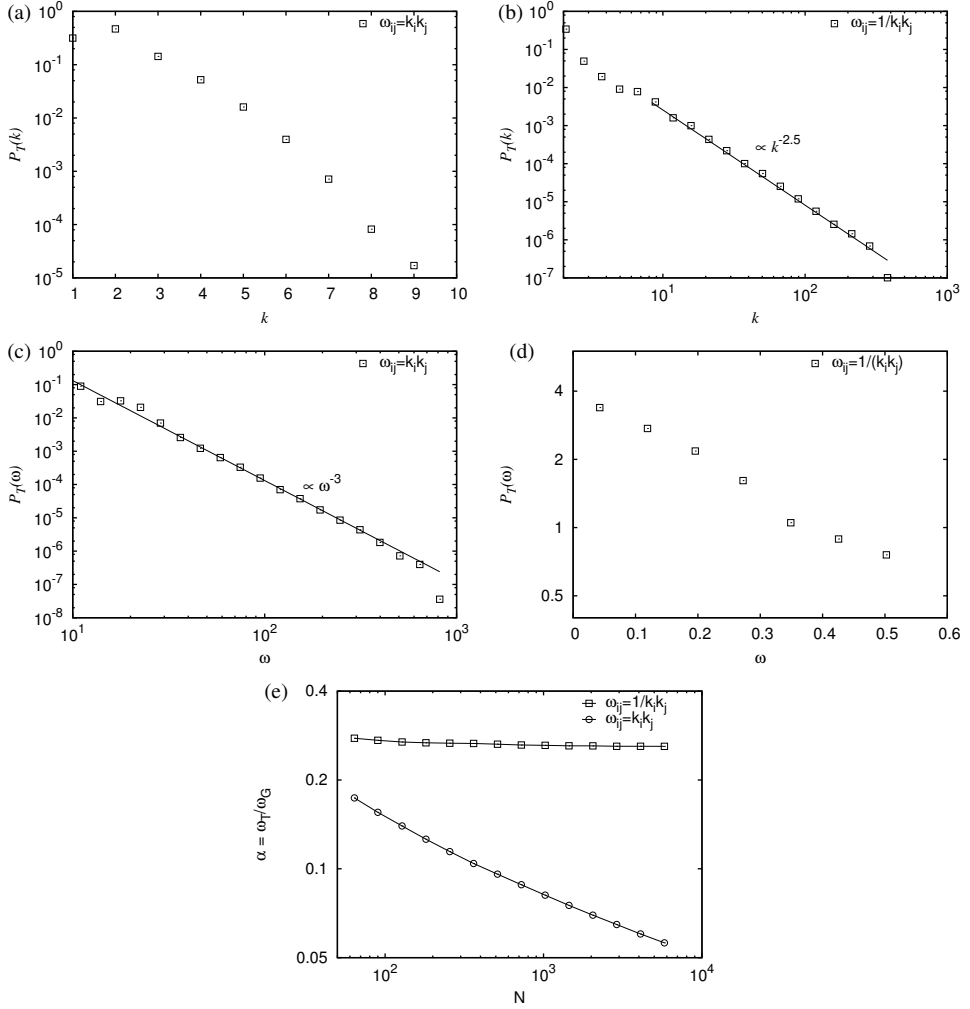 (a)
ω_ij=k_ik_j
10^0
10^-1
10^-2
10^-3
10^-4
10^-5
P_T(k)
1 2 3 4 5 6 7 8 9 10
k
(b)
ω_ij=1/k_ik_j
10^0
10^-1
10^-2
10^-3
10^-4
10^-5
10^-6
10^-7
P_T(k)
∝ k^-2.5
10^1 10^2 10^3
k
(c)
ω_ij=k_ik_j
10^0
10^-1
10^-2
10^-3
10^-4
10^-5
10^-6
10^-7
10^-8
P_T(ω)
∝ ω^-3
10^1 10^2 10^3
ω
(d)
ω_ij=1/(k_ik_j)
4
2
1
0.5
P_T(ω)
0 0.1 0.2 0.3 0.4 0.5 0.6
ω
(e)
ω_ij=1/k_ik_j
ω_ij=k_ik_j
0.4
0.2
0.1
0.05
α = ω_T/ω_G
10^2 10^3 10^4
N